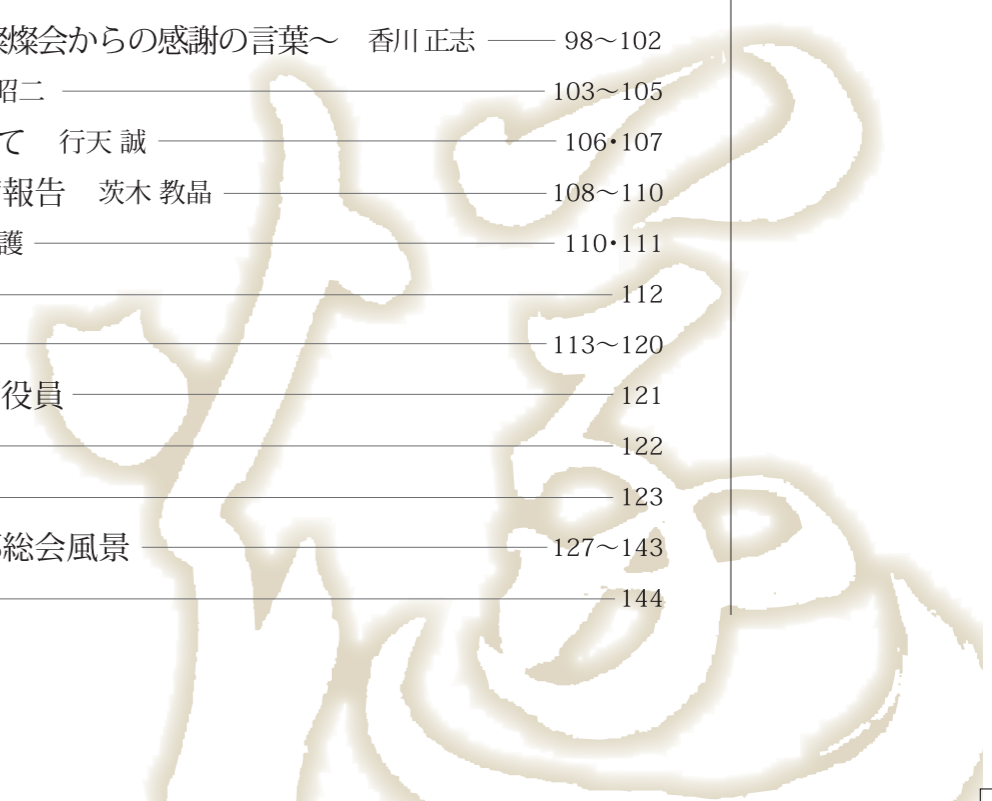 燦会からの感謝の言葉～ 香川 正志 98～102
昭二 103～105
て 行天 誠 106・107
報告 茨木 教晶 108～110
護 110・111
112
113～120
役員 121
122
123
総会風景 127～143
144